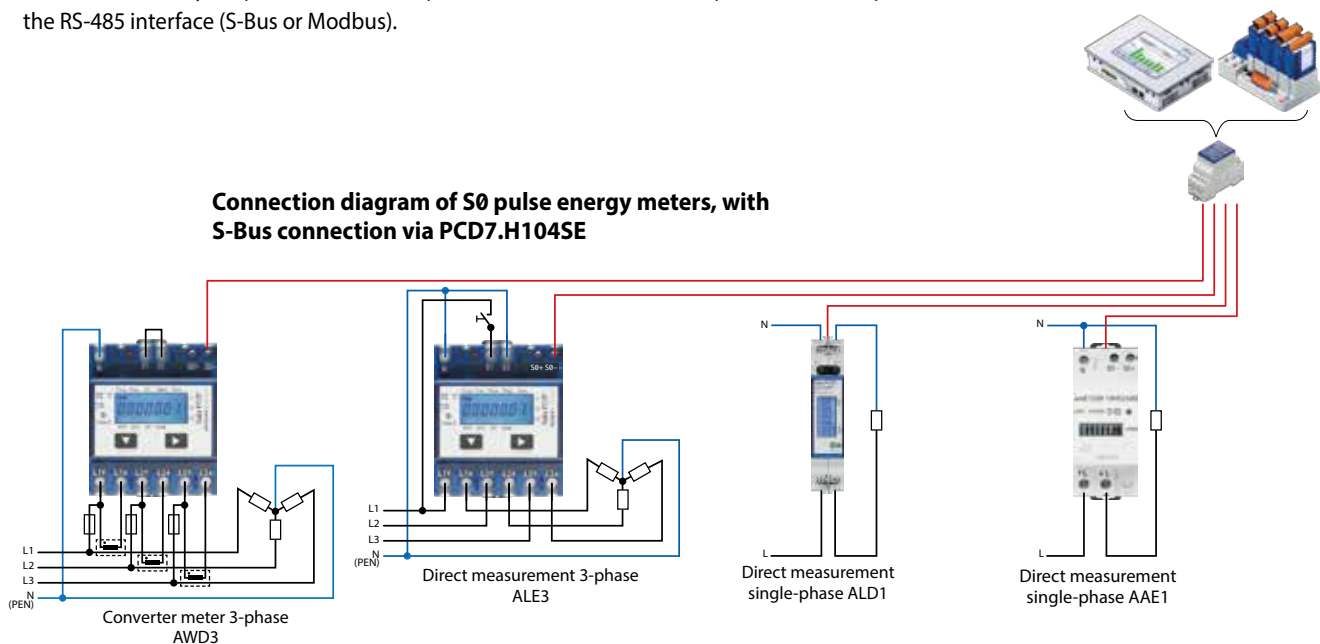 the RS-485 interface (S-Bus or Modbus).
Connection diagram of S0 pulse energy meters, with
S-Bus connection via PCD7.H104SE
N
N
S0+ S0-
L1
L2
L3
N
(PEN)
Converter meter 3-phase
AWD3
L1
L2
L3
N
(PEN)
Direct measurement 3-phase
ALE3
L
Direct measurement
single-phase ALD1
L
Direct measurement
single-phase AAE1